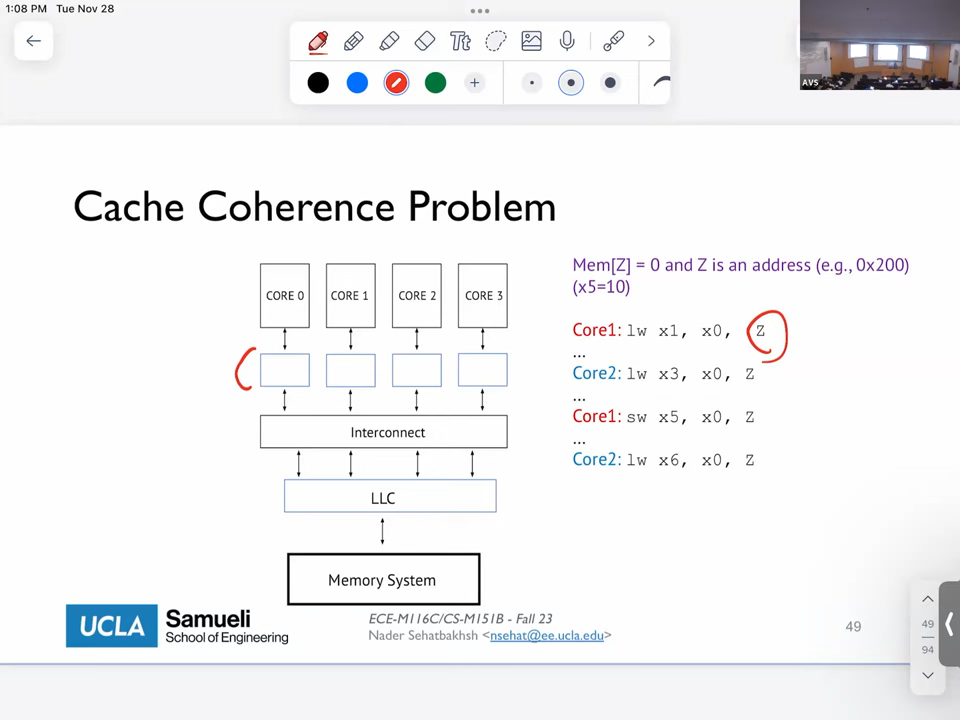 1:08 PM Tue Nov 28
Tt
AVS
Cache Coherence Problem
CORE 0
CORE 1
CORE 2
CORE 3
Interconnect
LLC
Memory System
Mem[Z] = 0 and Z is an address (e.g., 0x200)
(x5=10)
Core1: lw x1, x0, Z
...
Core2: lw x3, x0, Z
...
Core1: sw x5, x0, Z
...
Core2: lw x6, x0, Z
UCLA
Samueli
School of Engineering
ECE-M116C/CS-M151B - Fall 23
Nader Sehatbakhsh <nsehat@ee.ucla.edu>
49
49
94